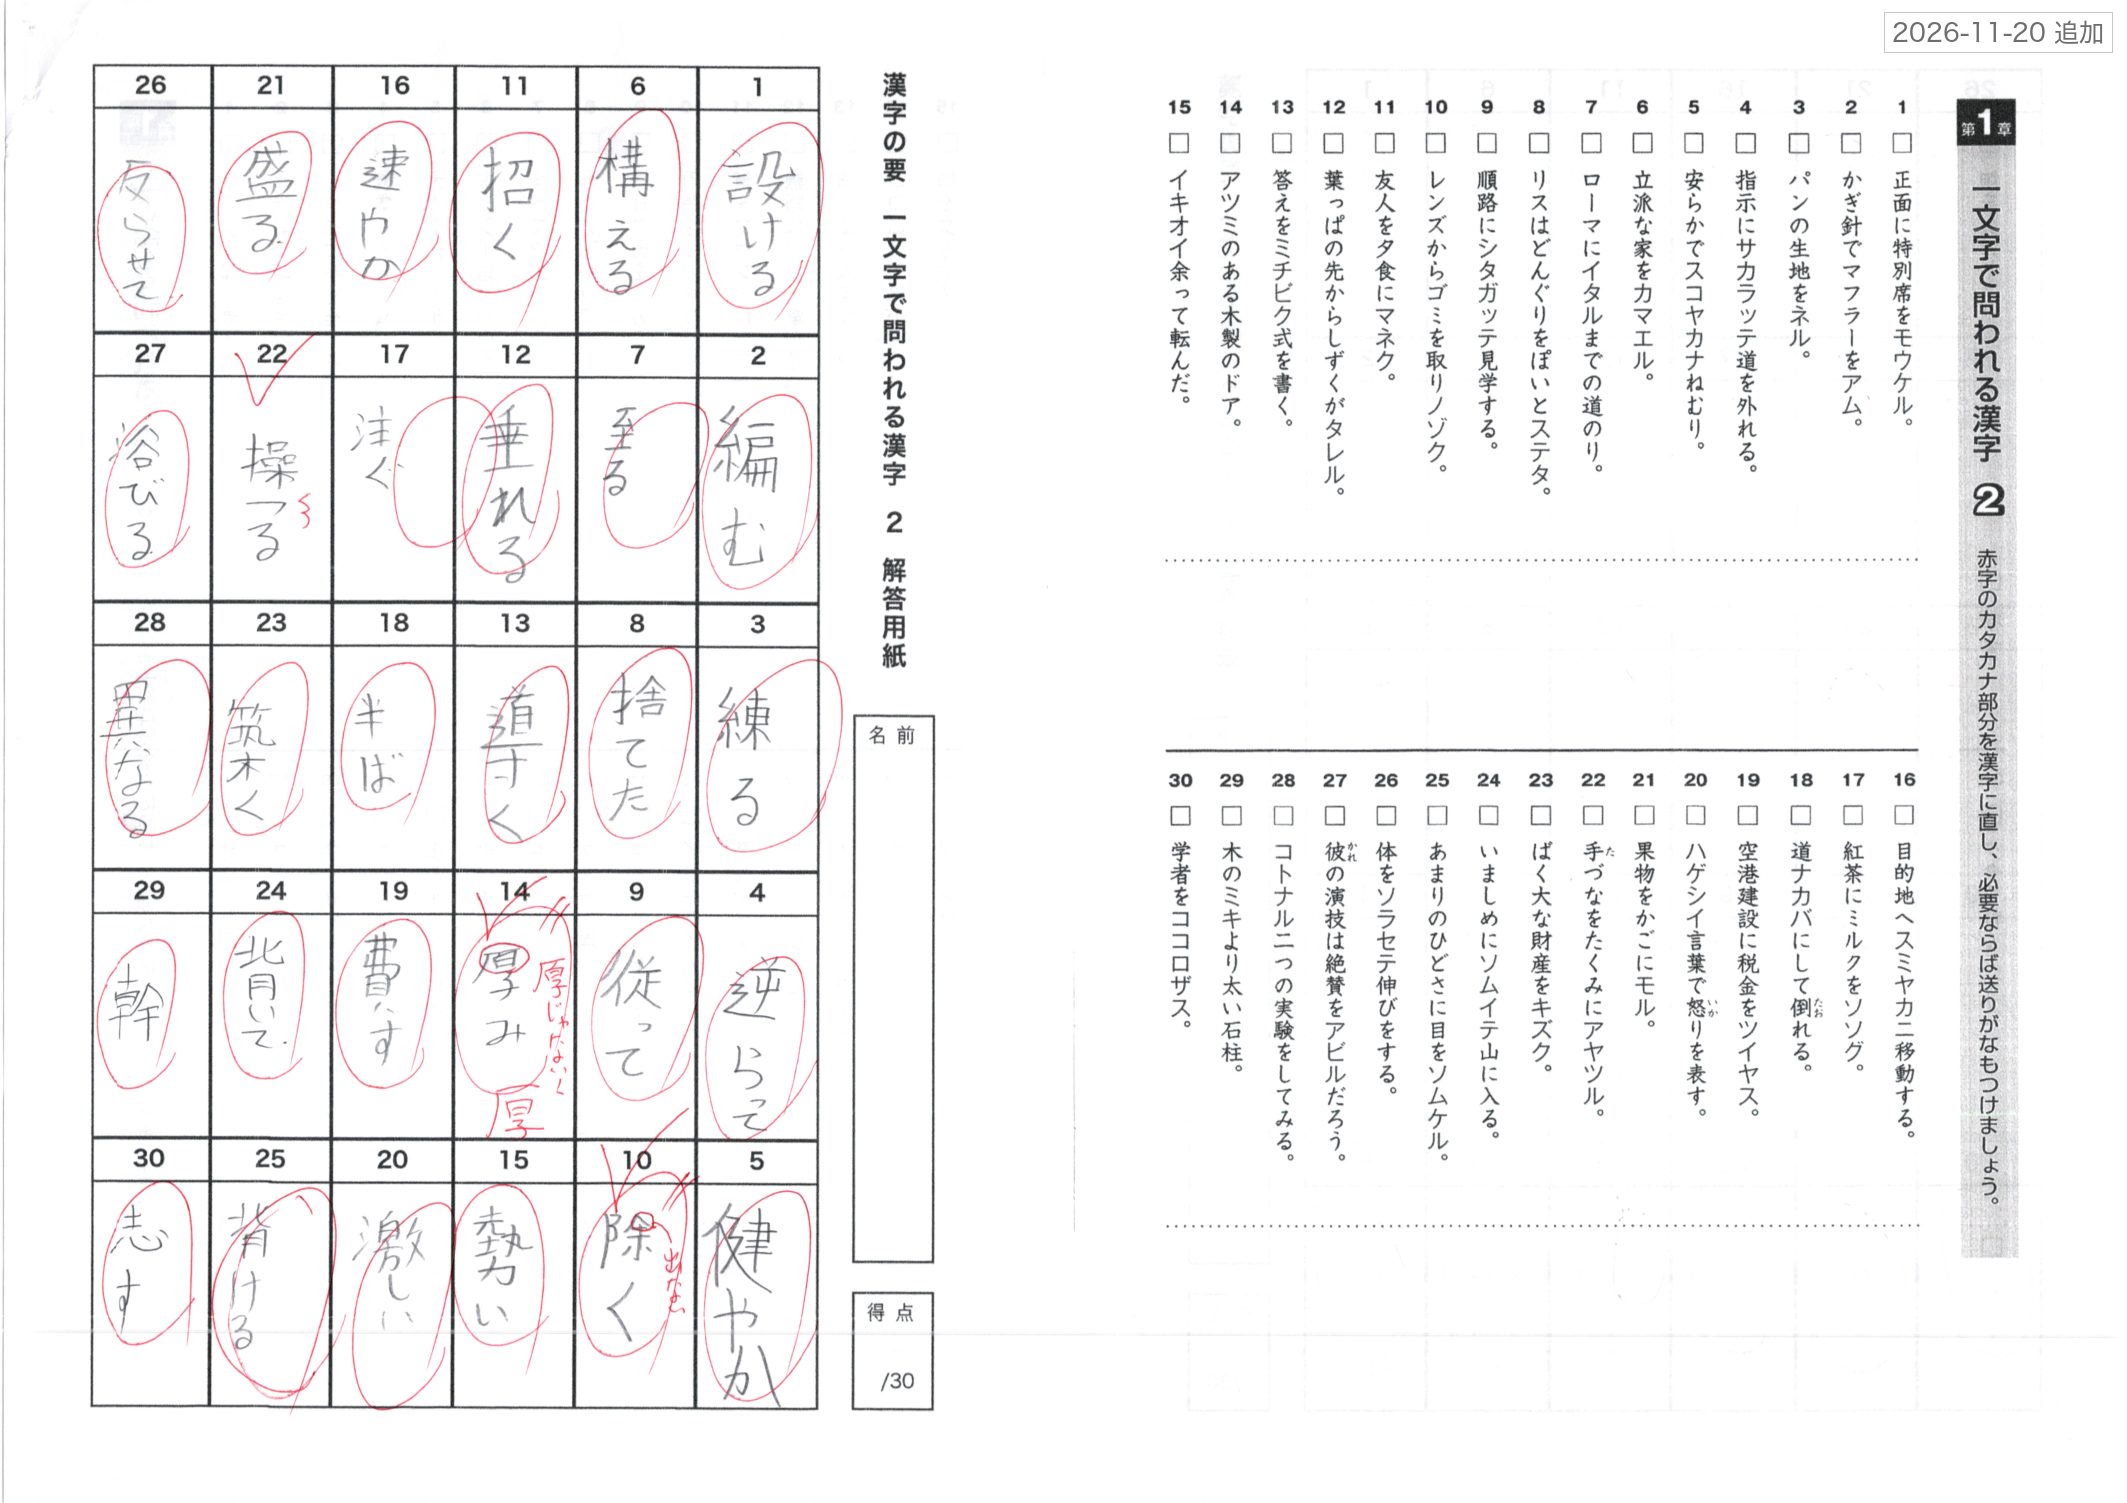 2026-11-20 追加
第1章
一文字で問われる漢字 2
赤字のカタカナ部分を漢字に直し、必要ならば送りがなもつけましょう。
1 □ 正面に特別席をモウケル。
2 □ かぎ針でマフラーをアム。
3 □ パンの生地をネル。
4 □ 指示にサカラッテ道を外れる。
5 □ 安らかでスコヤカナねむり。
6 □ 立派な家をカマエル。
7 □ ローマにイタルまでの道のり。
8 □ リスはどんぐりをぽいとステタ。
9 □ 順路にシタガッテ見学する。
10 □ レンズからゴミを取りノゾク。
11 □ 友人を夕食にマネク。
12 □ 葉っぱの先からしずくがタレル。
13 □ 答えをミチビク式を書く。
14 □ アツミのある木製のドア。
15 □ イキオイ余って転んだ。
16 □ 目的地へスミヤカニ移動する。
17 □ 紅茶にミルクをソソグ。
18 □ 道ナカバにして倒れる。
たお
19 □ 空港建設に税金をツイヤス。
20 □ ハゲシイ言葉で怒りを表す。
いか
21 □ 果物をかごにモル。
22 □ 手づなをたくみにアヤツル。
た
23 □ ばく大な財産をキズク。
24 □ いましめにソムイテ山に入る。
25 □ あまりのひどさに目をソムケル。
26 □ 体をソラセテ伸びをする。
27 □ 彼の演技は絶賛をアビルだろう。
かれ
28 □ コトナル二つの実験をしてみる。
29 □ 木のミキより太い石柱。
30 □ 学者をココロザス。
漢字の要 一文字で問われる漢字 2 解答用紙
名前
得点
/30
1
設ける
2
編む
3
練る
4
逆らって
5
健やか
6
構える
7
至る
8
捨てた
9
従って
10
除く
出ない
11
招く
12
垂れる
13
導く
14
厚み
厚じゃないく
厚
15
勢い
16
速やか
17
注ぐ
18
半ば
19
費す
20
激しい
21
盛る
22
操つる
23
築く
24
背いて
25
背ける
26
反らせて
27
浴びる
28
異なる
29
幹
30
志す